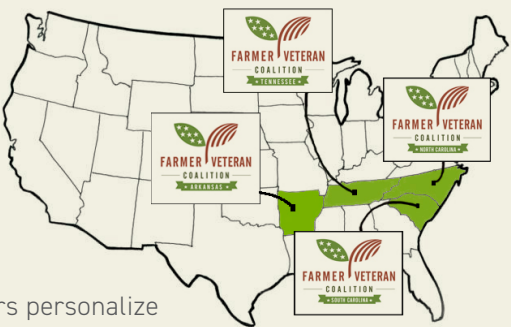 FARMER VETERAN
COALITION
TENNESSEE
FARMER VETERAN
COALITION
NORTH CAROLINA
FARMER VETERAN
COALITION
ARKANSAS
FARMER VETERAN
COALITION
SOUTH CAROLINA
rs personalize